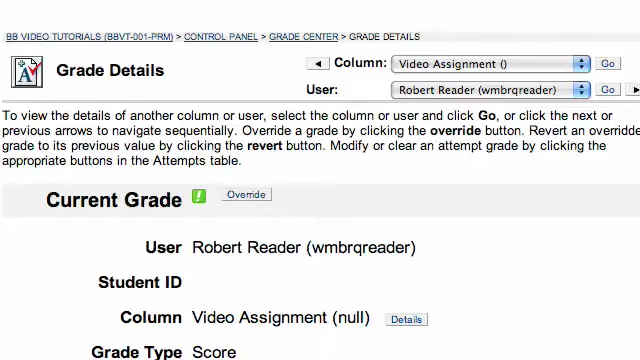 BB VIDEO TUTORIALS (BBVT-001-PRM) > CONTROL PANEL > GRADE CENTER > GRADE DETAILS
Grade Details
Column: Video Assignment () Go
User: Robert Reader (wmbrqreader) Go
To view the details of another column or user, select the column or user and click Go, or click the next or
previous arrows to navigate sequentially. Override a grade by clicking the override button. Revert an overridde
grade to its previous value by clicking the revert button. Modify or clear an attempt grade by clicking the
appropriate buttons in the Attempts table.
Current Grade ! Override
User Robert Reader (wmbrqreader)
Student ID
Column Video Assignment (null) Details
Grade Type Score